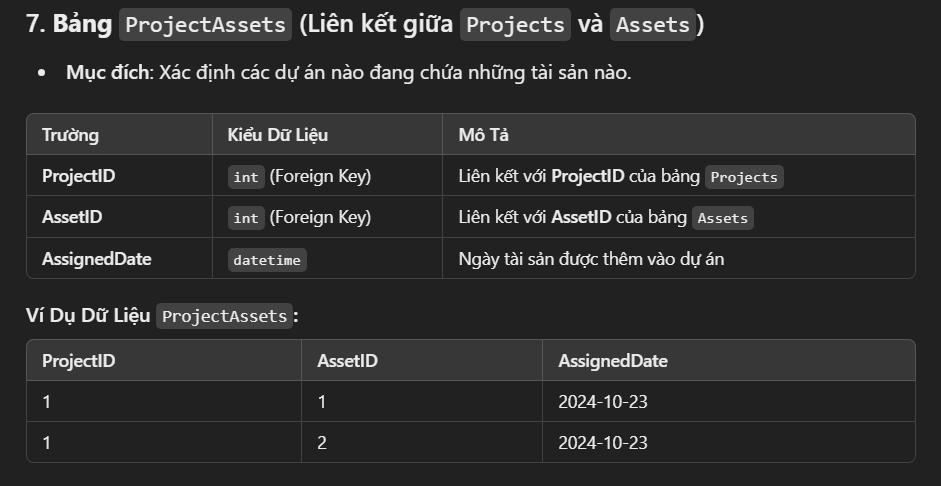 7. Bảng ProjectAssets (Liên kết giữa Projects và Assets)
• Mục đích: Xác định các dự án nào đang chứa những tài sản nào.
Trường Kiểu Dữ Liệu Mô Tả
ProjectID int (Foreign Key) Liên kết với ProjectID của bảng Projects
AssetID int (Foreign Key) Liên kết với AssetID của bảng Assets
AssignedDate datetime Ngày tài sản được thêm vào dự án
Ví Dụ Dữ Liệu ProjectAssets:
ProjectID AssetID AssignedDate
1 1 2024-10-23
1 2 2024-10-23